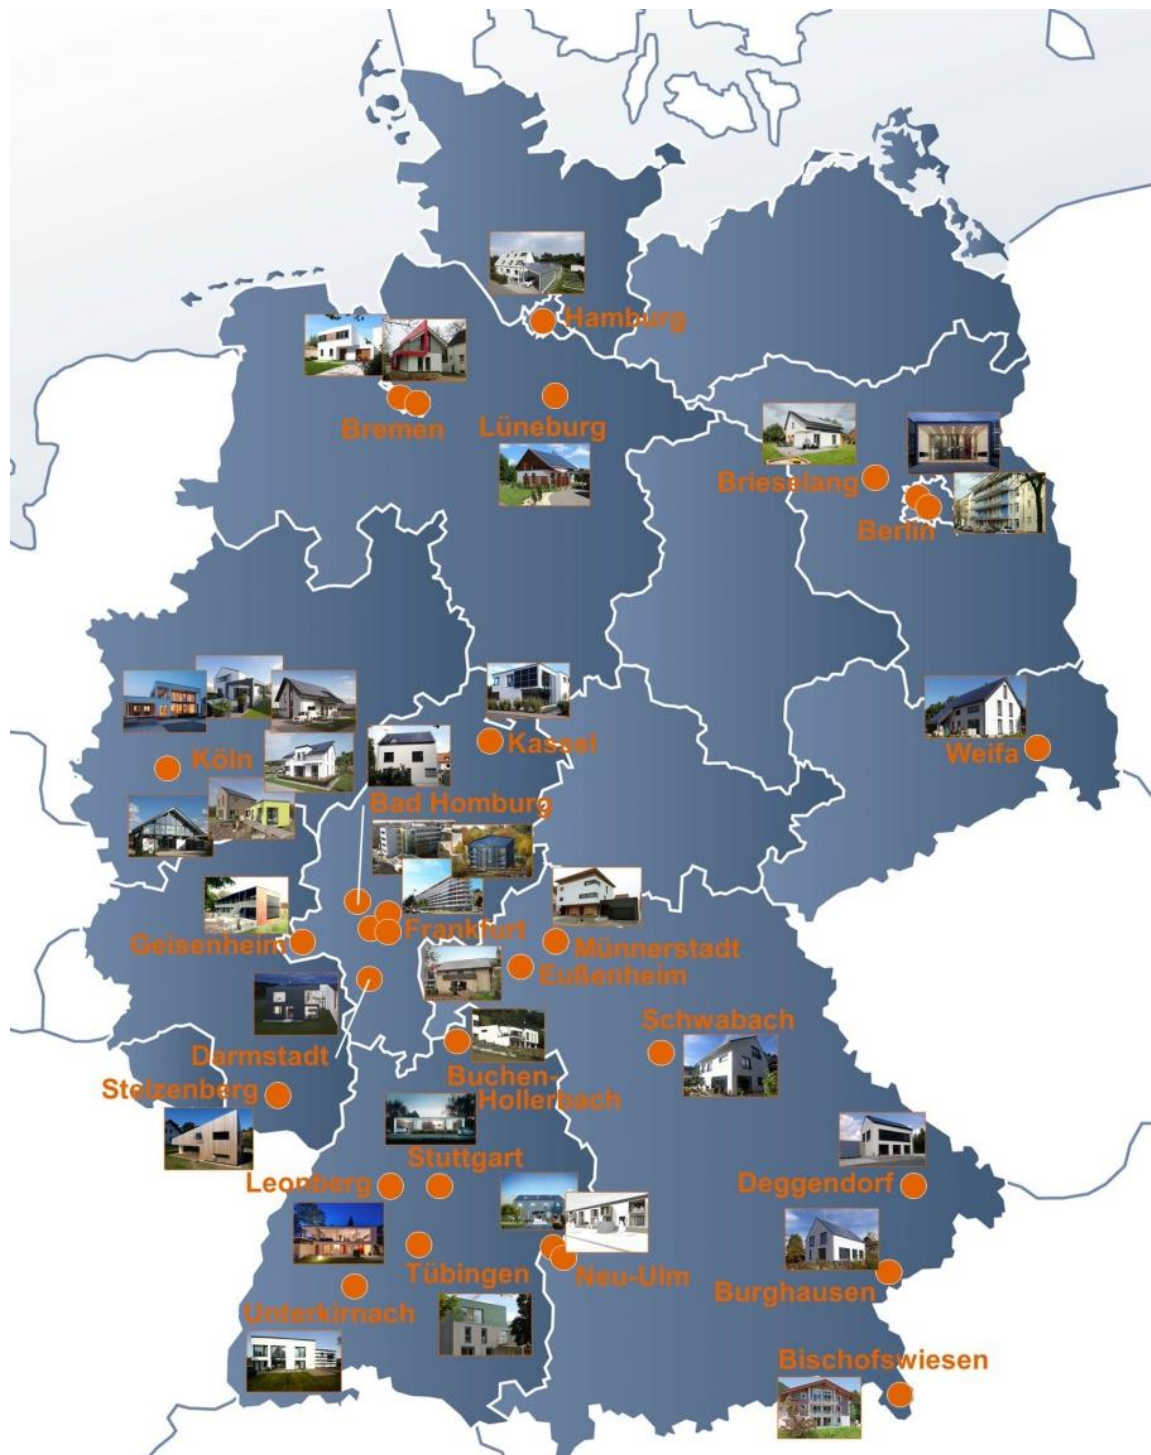 Hamburg
Bremen
Lüneburg
Brieselang
Berlin
Köln
Kassel
Weifa
Bad Homburg
Geisenheim
Frankfurt
Münnerstadt
Eußenheim
Schwabach
Darmstadt
Stelzenberg
Buchen-
Hollerbach
Stuttgart
Leonberg
Deggendorf
Tübingen
Neu-Ulm
Burghausen
Unterkirnach
Bischofswiesen